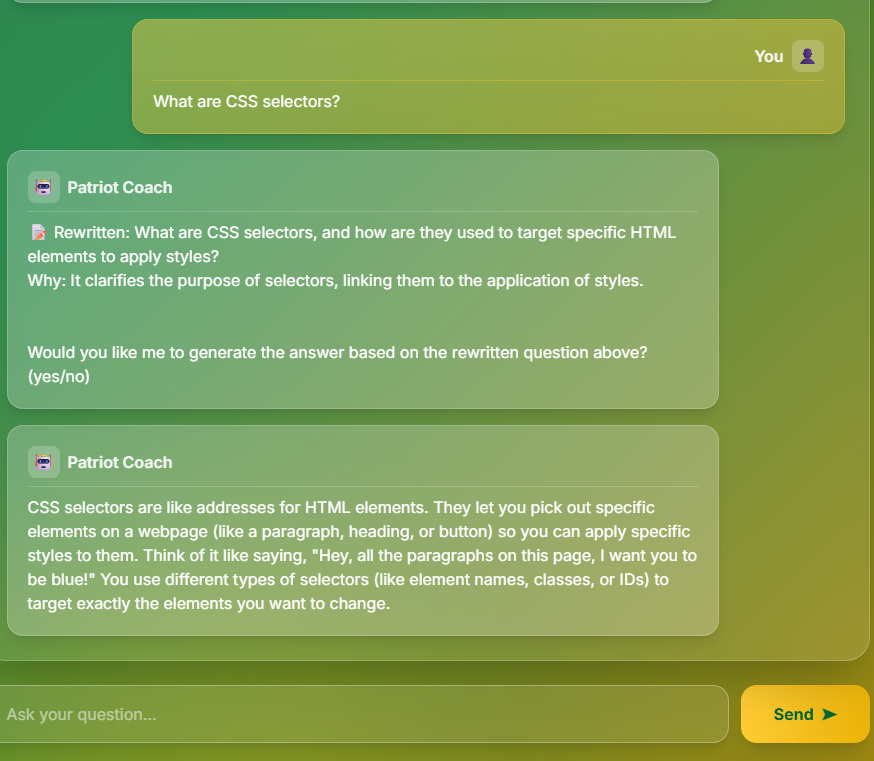 You
What are CSS selectors?
Patriot Coach
Rewritten: What are CSS selectors, and how are they used to target specific HTML
elements to apply styles?
Why: It clarifies the purpose of selectors, linking them to the application of styles.
Would you like me to generate the answer based on the rewritten question above?
(yes/no)
Patriot Coach
CSS selectors are like addresses for HTML elements. They let you pick out specific
elements on a webpage (like a paragraph, heading, or button) so you can apply specific
styles to them. Think of it like saying, "Hey, all the paragraphs on this page, I want you to
be blue!" You use different types of selectors (like element names, classes, or IDs) to
target exactly the elements you want to change.
Ask your question...
Send